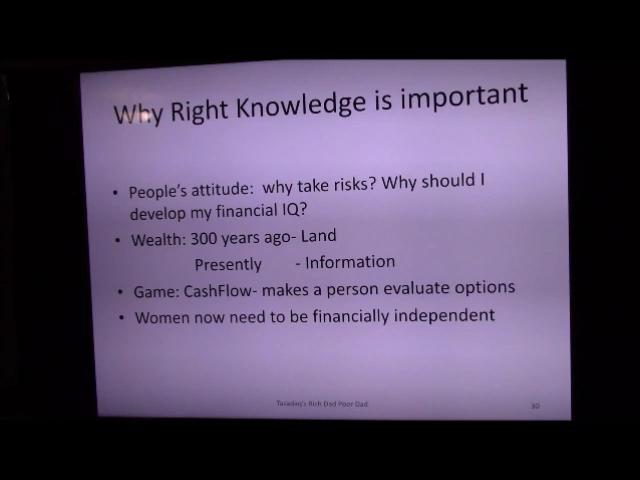 Why Right Knowledge is important
• People's attitude: why take risks? Why should I
develop my financial IQ?
• Wealth: 300 years ago- Land
Presently - Information
• Game: CashFlow- makes a person evaluate options
• Women now need to be financially independent
Rich Dad Poor Dad
30